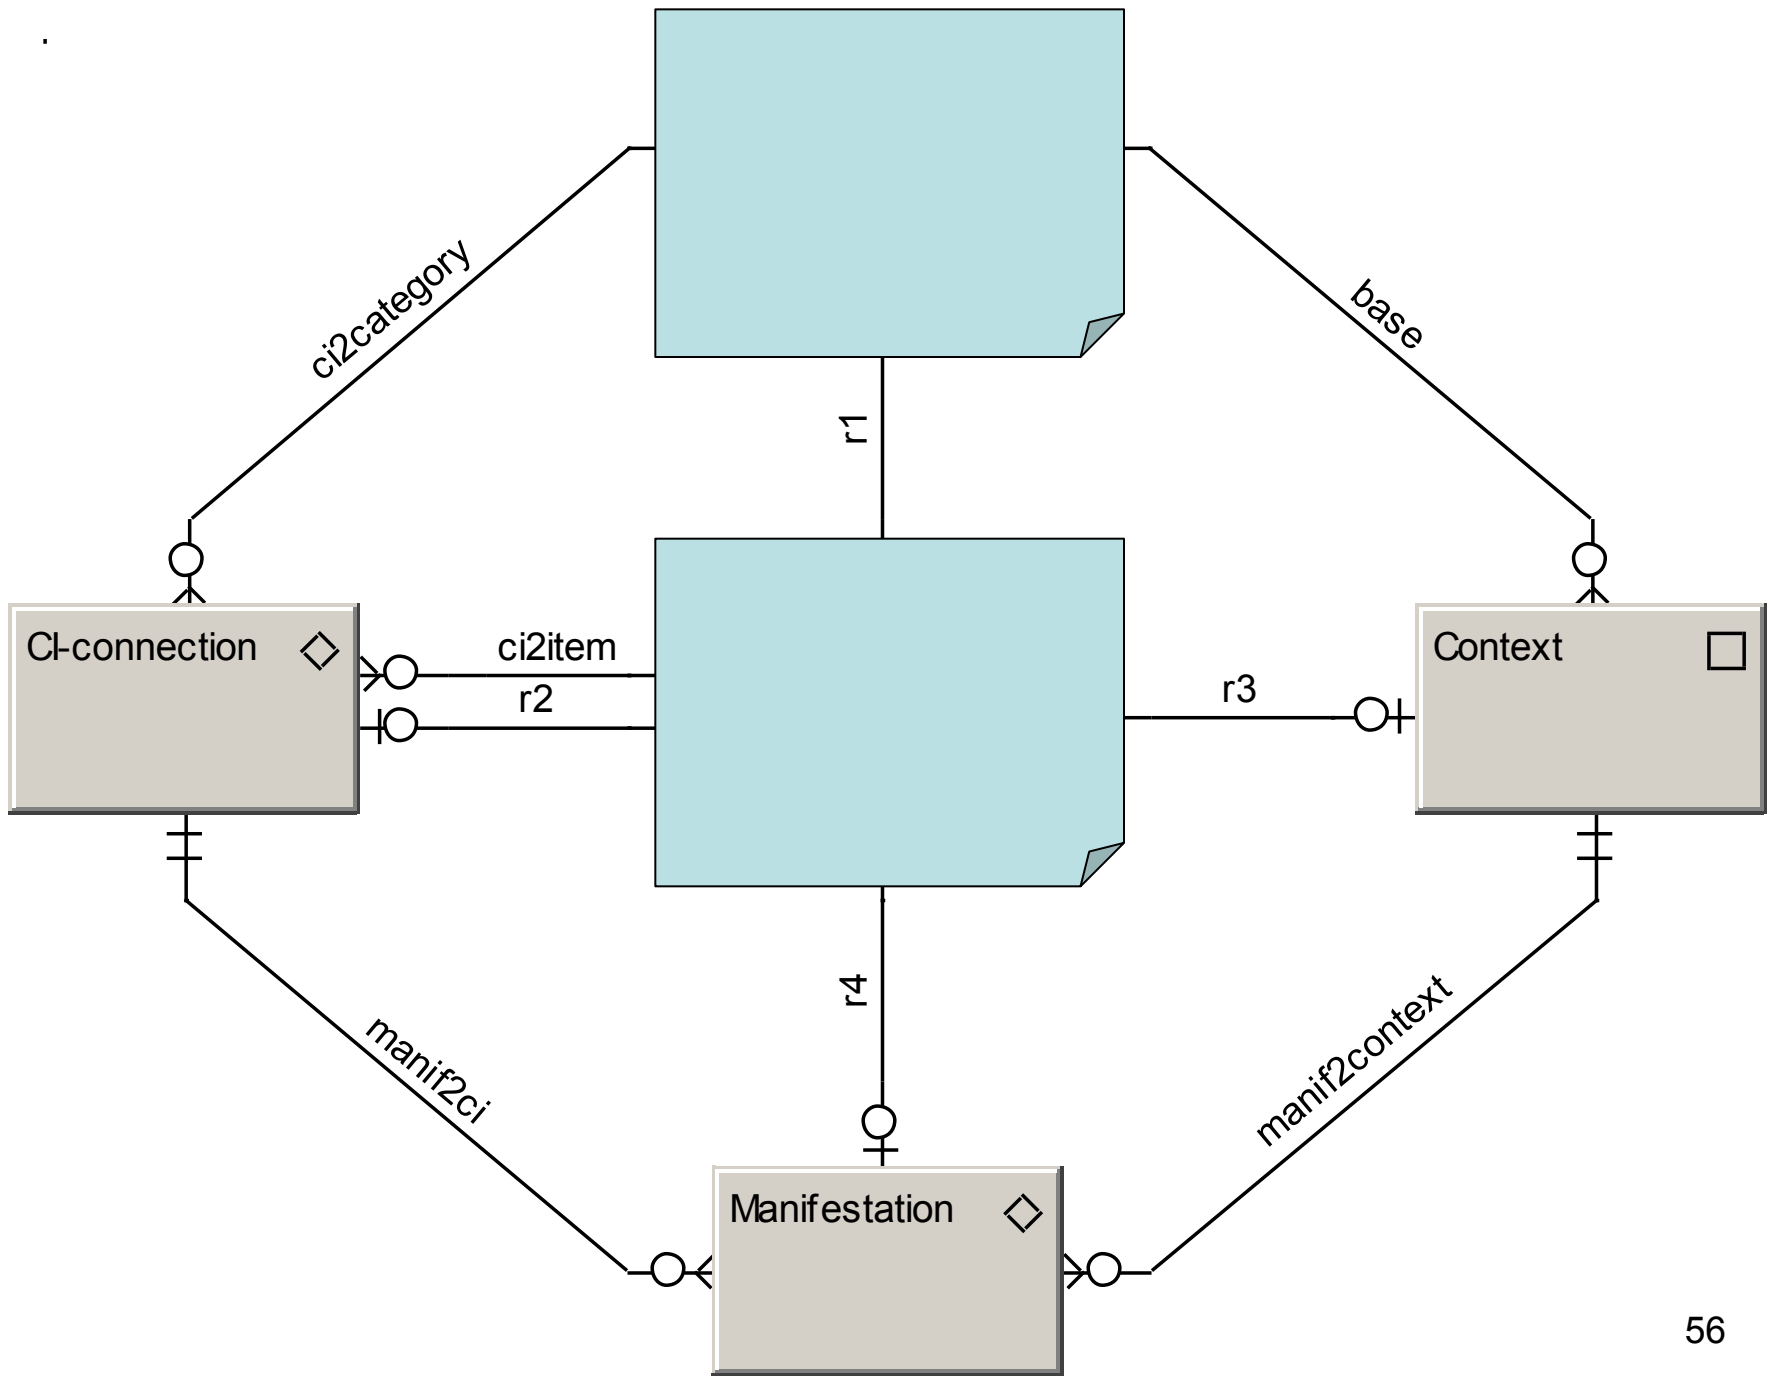 .
ci2category
base
r1
CI-connection
ci2item
r2
r3
Context
r4
manif2ci
manif2context
Manifestation
56